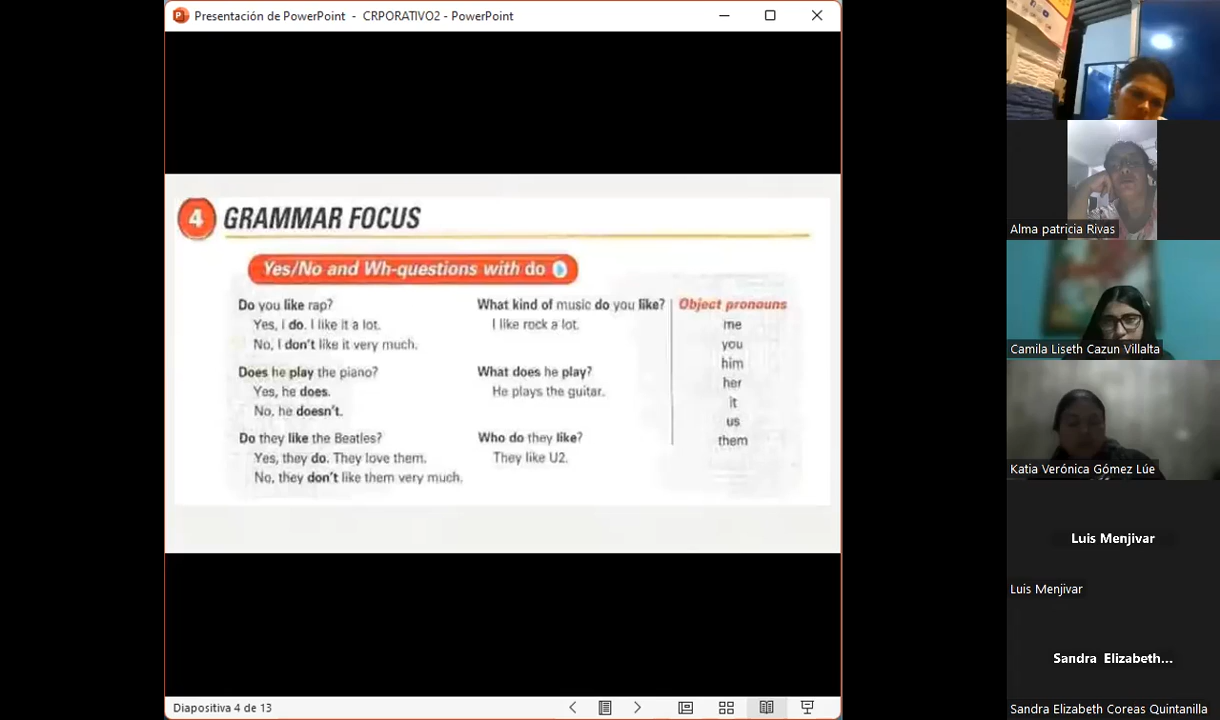 Presentación de PowerPoint - CRPORATIVO2 - PowerPoint
4 GRAMMAR FOCUS
Yes/No and Wh-questions with do
Do you like rap?
Yes, I do. I like it a lot.
No, I don't like it very much.
Does he play the piano?
Yes, he does.
No, he doesn't.
Do they like the Beatles?
Yes, they do. They love them.
No, they don't like them very much.
What kind of music do you like?
I like rock a lot.
What does he play?
He plays the guitar.
Who do they like?
They like U2.
Object pronouns
me
you
him
her
it
us
them
Diapositiva 4 de 13
Alma patricia Rivas
Camila Liseth Cazun Villalta
Katia Verónica Gómez Lúe
Luis Menjivar
Luis Menjivar
Sandra Elizabeth...
Sandra Elizabeth Coreas Quintanilla